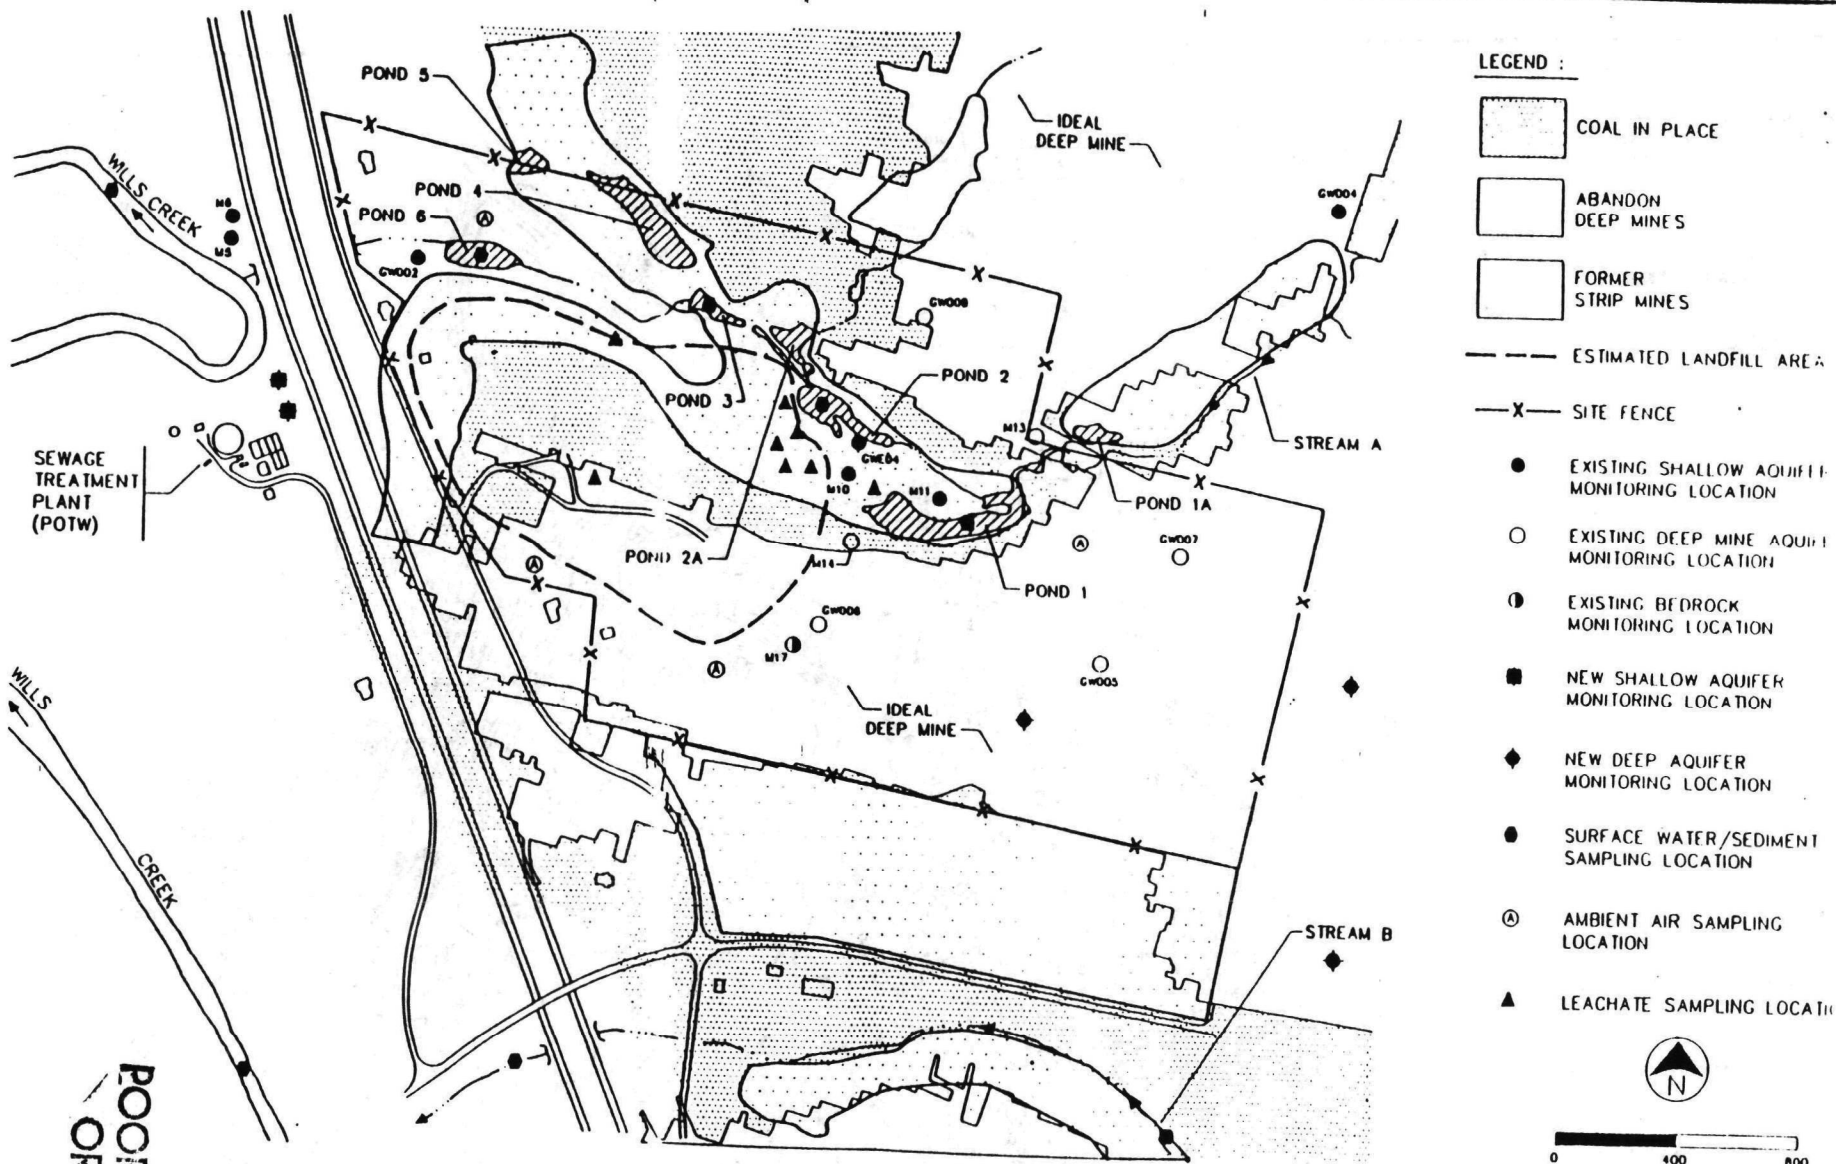 POND 5
IDEAL
DEEP MINE
WILLS CREEK
POND 4
POND 6
M6
M5
GW002
GW004
GW008
POND 2
POND 3
M13
STREAM A
SEWAGE
TREATMENT
PLANT
(POTW)
GWE04
M10
M11
POND 1A
POND 2A
M14
GW007
POND 1
A
A
A
A
GW006
M17
GW005
WILLS
CREEK
IDEAL
DEEP MINE
STREAM B
LEGEND :
COAL IN PLACE
ABANDON
DEEP MINES
FORMER
STRIP MINES
ESTIMATED LANDFILL AREA
X SITE FENCE
EXISTING SHALLOW AQUIFER
MONITORING LOCATION
EXISTING DEEP MINE AQUIF
MONITORING LOCATION
EXISTING BEDROCK
MONITORING LOCATION
NEW SHALLOW AQUIFER
MONITORING LOCATION
NEW DEEP AQUIFER
MONITORING LOCATION
SURFACE WATER/SEDIMENT
SAMPLING LOCATION
A AMBIENT AIR SAMPLING
LOCATION
LEACHATE SAMPLING LOCATI
N
0 400 800
POOR
OR